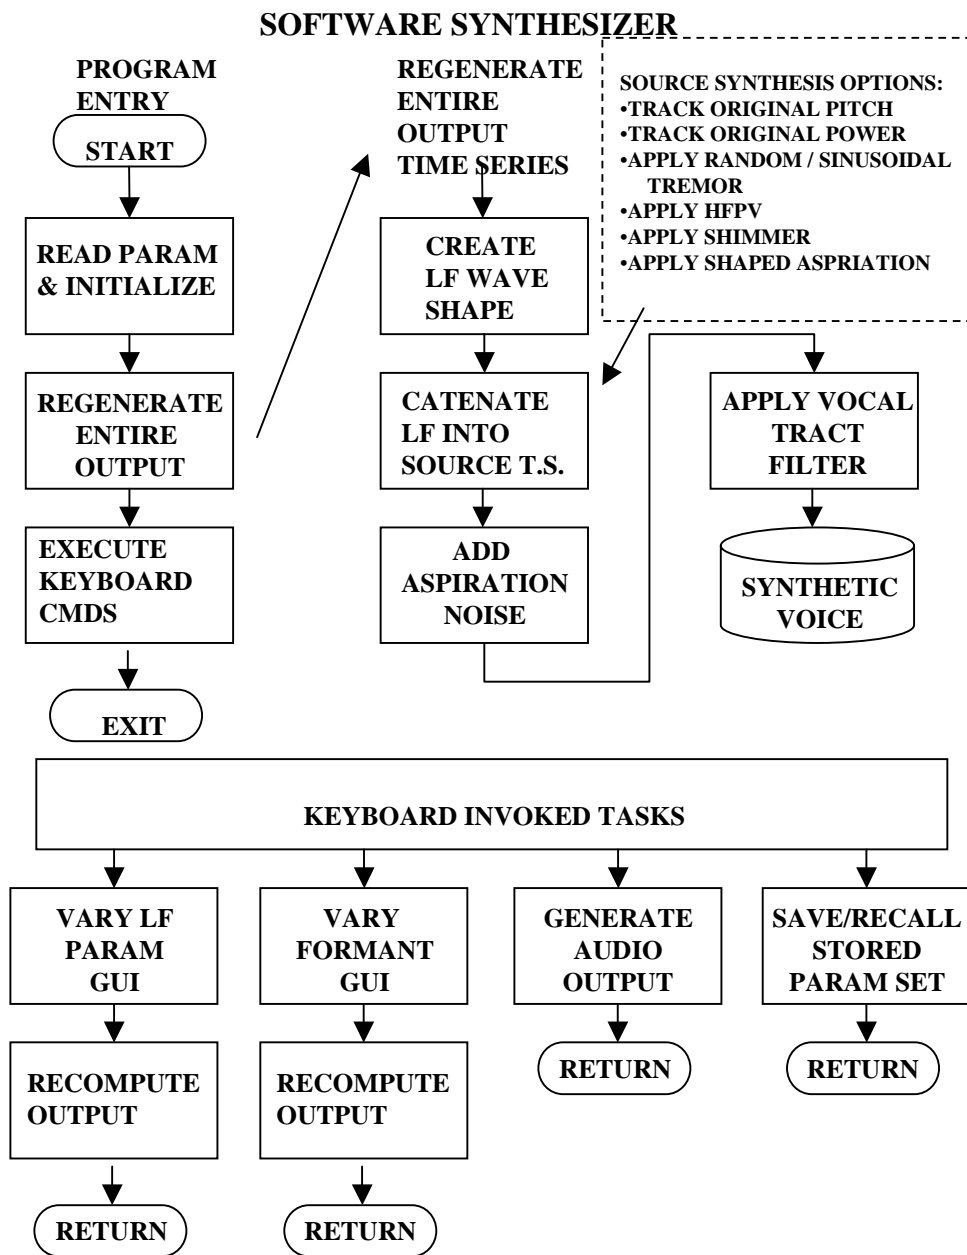 SOFTWARE SYNTHESIZER
PROGRAM
ENTRY
START
READ PARAM
& INITIALIZE
REGENERATE
ENTIRE
OUTPUT
EXECUTE
KEYBOARD
CMDS
EXIT
REGENERATE
ENTIRE
OUTPUT
TIME SERIES
CREATE
LF WAVE
SHAPE
CATENATE
LF INTO
SOURCE T.S.
ADD
ASPIRATION
NOISE
SOURCE SYNTHESIS OPTIONS:
•TRACK ORIGINAL PITCH
•TRACK ORIGINAL POWER
•APPLY RANDOM / SINUSOIDAL
TREMOR
•APPLY HFPV
•APPLY SHIMMER
•APPLY SHAPED ASPRIATION
APPLY VOCAL
TRACT
FILTER
SYNTHETIC
VOICE
KEYBOARD INVOKED TASKS
VARY LF
PARAM
GUI
RECOMPUTE
OUTPUT
RETURN
VARY
FORMANT
GUI
RECOMPUTE
OUTPUT
RETURN
GENERATE
AUDIO
OUTPUT
RETURN
SAVE/RECALL
STORED
PARAM SET
RETURN